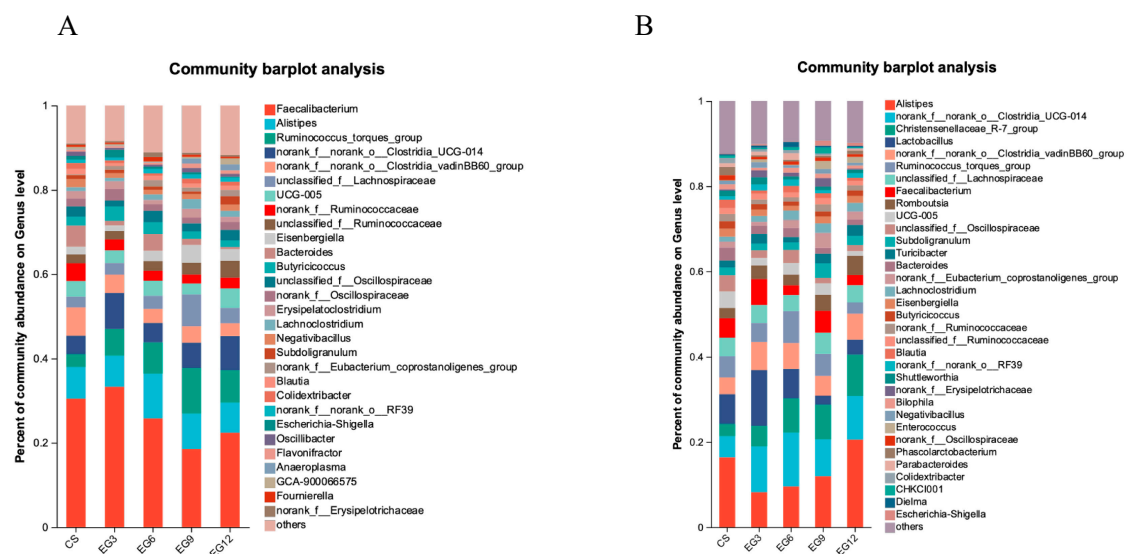 A
Community barplot analysis
Percent of community abundance on Genus level
1
0.8
0.6
0.4
0.2
0
CS
EG3
EG6
EG9
EG12
Faecalibacterium
Alistipes
Ruminococcus_torques_group
norank_f__norank_o__Clostridia_UCG-014
norank_f__norank_o__Clostridia_vadinBB60_group
unclassified_f__Lachnospiraceae
UCG-005
norank_f__Ruminococcaceae
unclassified_f__Ruminococcaceae
Eisenbergiella
Bacteroides
Butyricicoccus
unclassified_f__Oscillospiraceae
norank_f__Oscillospiraceae
Erysipelatoclostridium
Lachnoclostridium
Negativibacillus
Subdoligranulum
norank_f__Eubacterium_coprostanoligenes_group
Blautia
Colidextribacter
norank_f__norank_o__RF39
Escherichia-Shigella
Oscillibacter
Flavonifractor
Anaeroplasma
GCA-900066575
Fournierella
norank_f__Erysipelotrichaceae
others
B
Community barplot analysis
Percent of community abundance on Genus level
1
0.8
0.6
0.4
0.2
0
CS
EG3
EG6
EG9
EG12
Alistipes
norank_f__norank_o__Clostridia_UCG-014
Christensenellaceae_R-7_group
Lactobacillus
norank_f__norank_o__Clostridia_vadinBB60_group
Ruminococcus_torques_group
unclassified_f__Lachnospiraceae
Faecalibacterium
Romboutsia
UCG-005
unclassified_f__Oscillospiraceae
Subdoligranulum
Turicibacter
Bacteroides
norank_f__Eubacterium_coprostanoligenes_group
Lachnoclostridium
Eisenbergiella
Butyricicoccus
norank_f__Ruminococcaceae
unclassified_f__Ruminococcaceae
Blautia
norank_f__norank_o__RF39
Shuttleworthia
norank_f__Erysipelotrichaceae
Bilophila
Negativibacillus
Enterococcus
norank_f__Oscillospiraceae
Phascolarctobacterium
Parabacteroides
Colidextribacter
CHKCI001
Dielma
Escherichia-Shigella
others